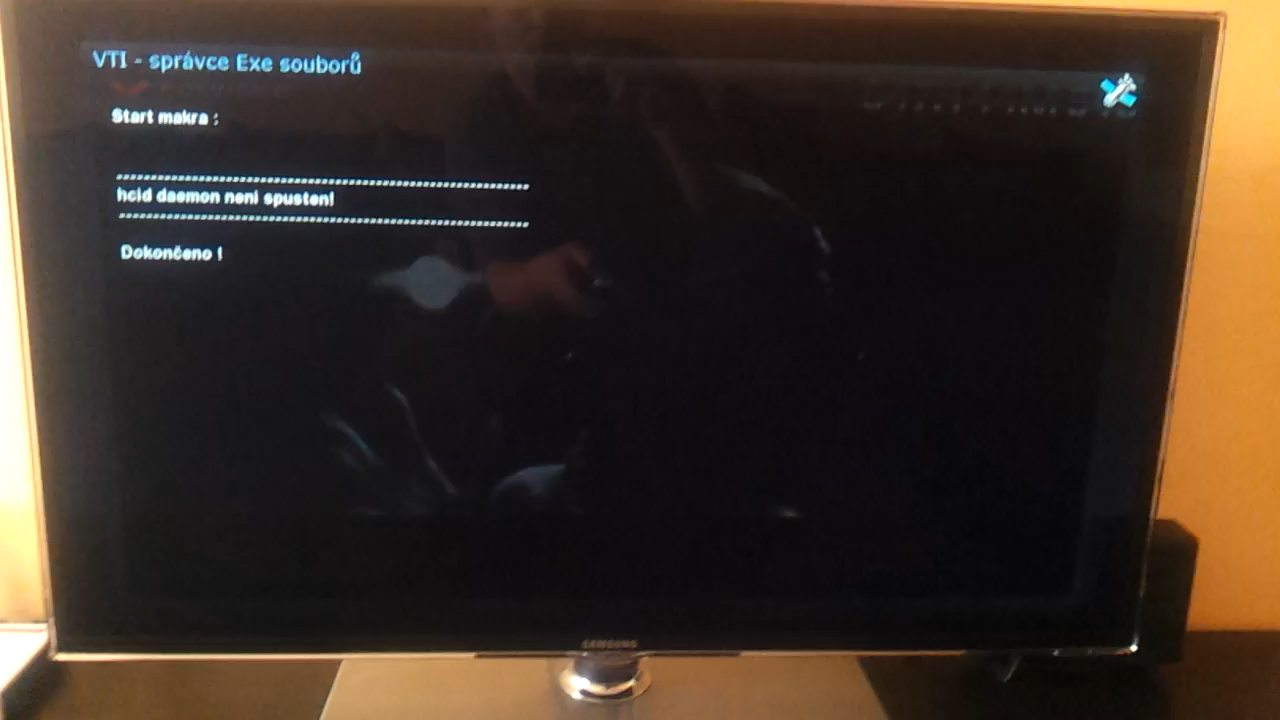 VTI - správce Exe souborů
Start makra :
hcid daemon neni spusten!
Dokončeno !
SAMSUNG